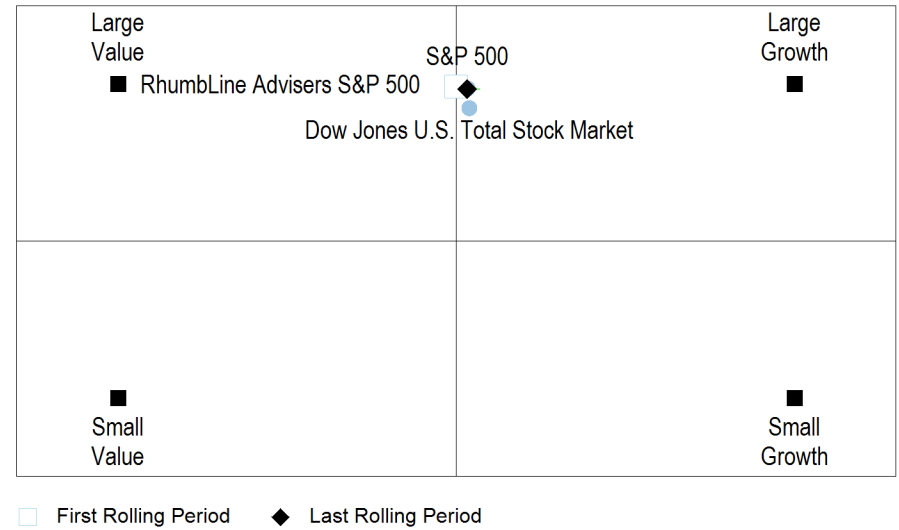 Large
Value
Large
Growth
S&P 500
RhumbLine Advisers S&P 500
Dow Jones U.S. Total Stock Market
Small
Value
Small
Growth
First Rolling Period
Last Rolling Period